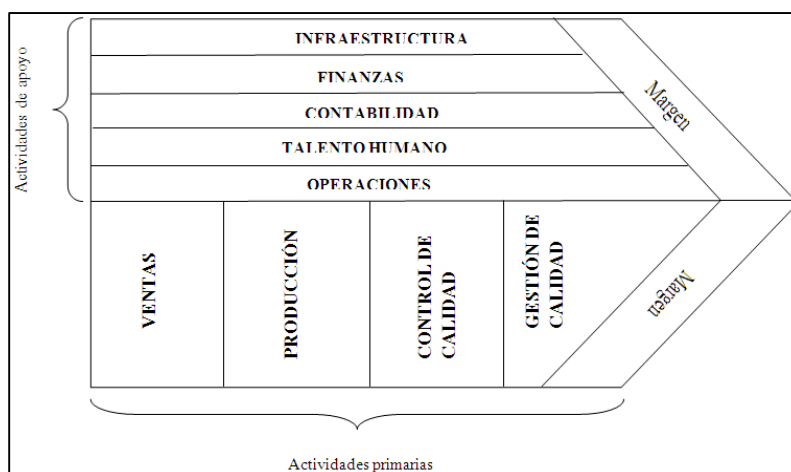 Actividades de apoyo
INFRAESTRUCTURA
FINANZAS
CONTABILIDAD
TALENTO HUMANO
OPERACIONES
Margen
VENTAS
PRODUCCIÓN
CONTROL DE
CALIDAD
GESTIÓN DE
CALIDAD
Margen
Actividades primarias